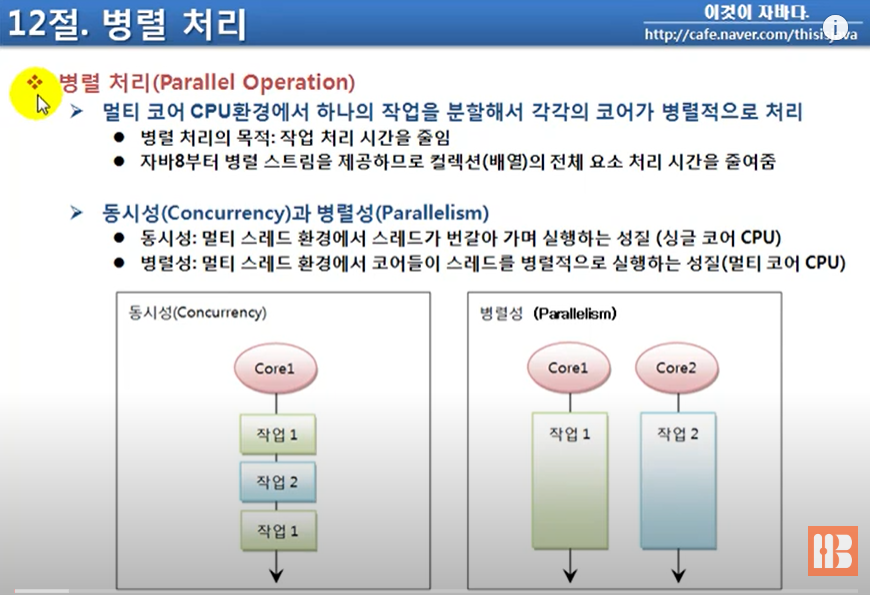 12절. 병렬 처리
이것이 자바다.
http://cafe.naver.com/thisisjava
병렬 처리(Parallel Operation)
멀티 코어 CPU환경에서 하나의 작업을 분할해서 각각의 코어가 병렬적으로 처리
병렬 처리의 목적: 작업 처리 시간을 줄임
자바8부터 병렬 스트림을 제공하므로 컬렉션(배열)의 전체 요소 처리 시간을 줄여줌
동시성(Concurrency)과 병렬성(Parallelism)
동시성: 멀티 스레드 환경에서 스레드가 번갈아 가며 실행하는 성질 (싱글 코어 CPU)
병렬성: 멀티 스레드 환경에서 코어들이 스레드를 병렬적으로 실행하는 성질(멀티 코어 CPU)
동시성(Concurrency)
Core1
작업 1
작업 2
작업 1
병렬성 (Parallelism)
Core1 Core2
작업 1 작업 2